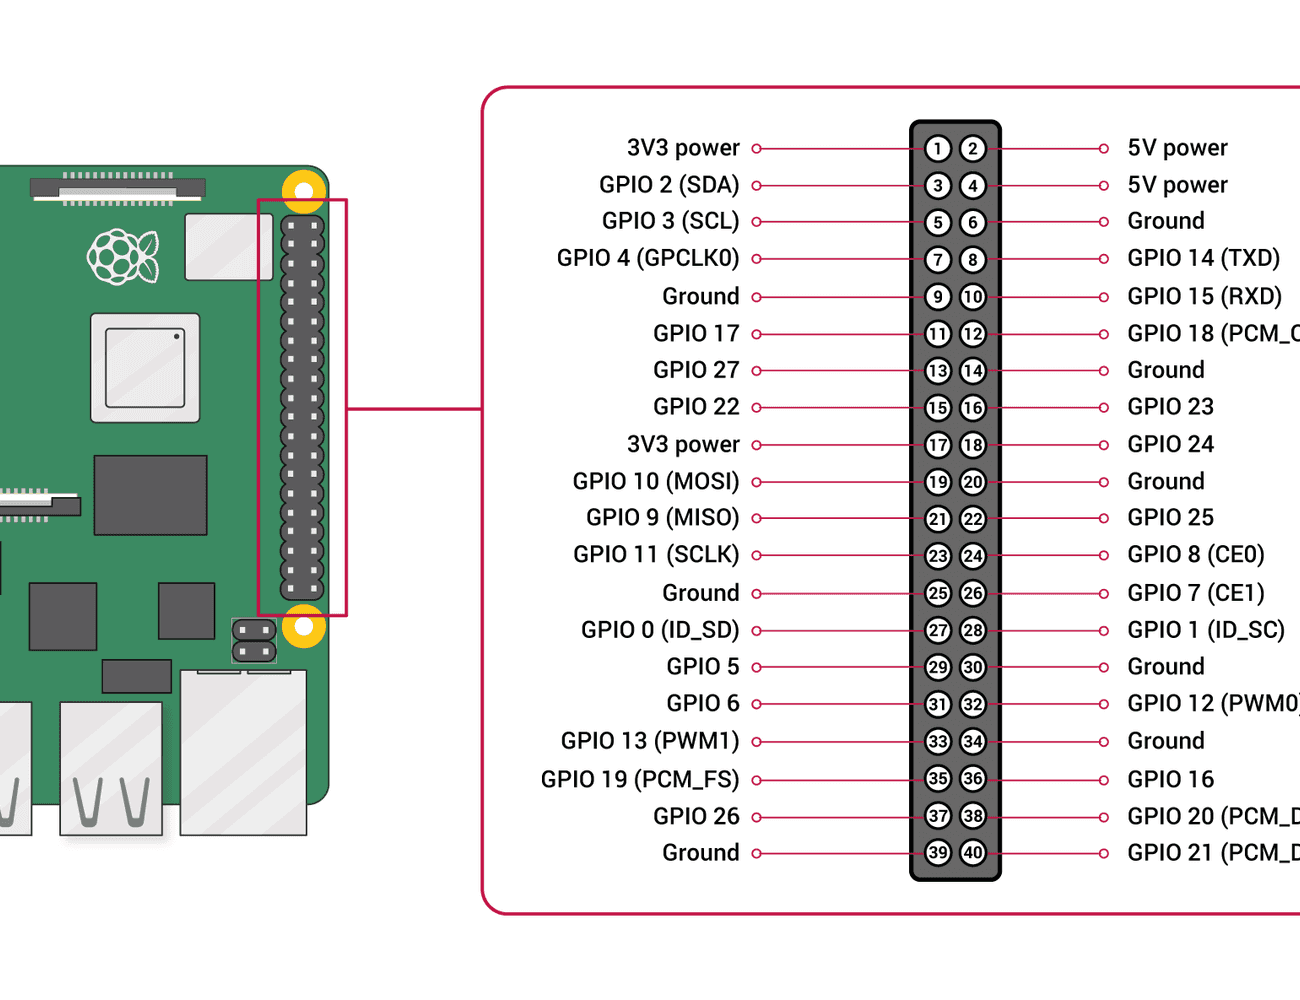 3V3 power 1 2 5V power
GPIO 2 (SDA) 3 4 5V power
GPIO 3 (SCL) 5 6 Ground
GPIO 4 (GPCLK0) 7 8 GPIO 14 (TXD)
Ground 9 10 GPIO 15 (RXD)
GPIO 17 11 12 GPIO 18 (PCM_C
GPIO 27 13 14 Ground
GPIO 22 15 16 GPIO 23
3V3 power 17 18 GPIO 24
GPIO 10 (MOSI) 19 20 Ground
GPIO 9 (MISO) 21 22 GPIO 25
GPIO 11 (SCLK) 23 24 GPIO 8 (CE0)
Ground 25 26 GPIO 7 (CE1)
GPIO 0 (ID_SD) 27 28 GPIO 1 (ID_SC)
GPIO 5 29 30 Ground
GPIO 6 31 32 GPIO 12 (PWM0)
GPIO 13 (PWM1) 33 34 Ground
GPIO 19 (PCM_FS) 35 36 GPIO 16
GPIO 26 37 38 GPIO 20 (PCM_D
Ground 39 40 GPIO 21 (PCM_D